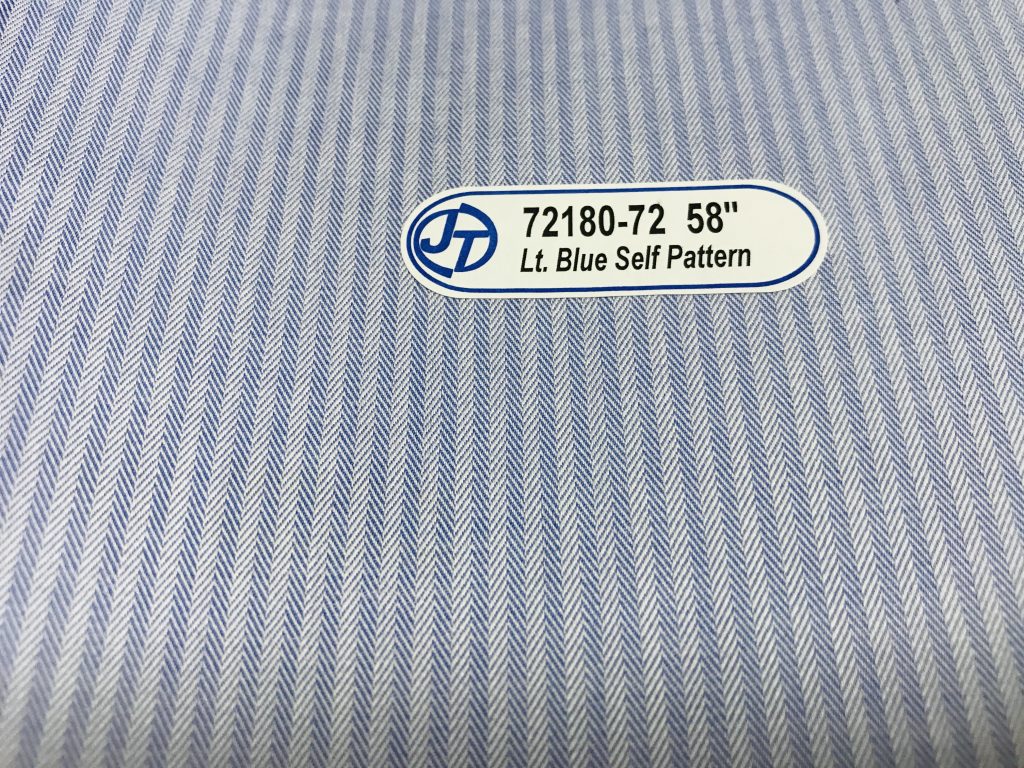 JT
72180-72 58"
Lt. Blue Self Pattern